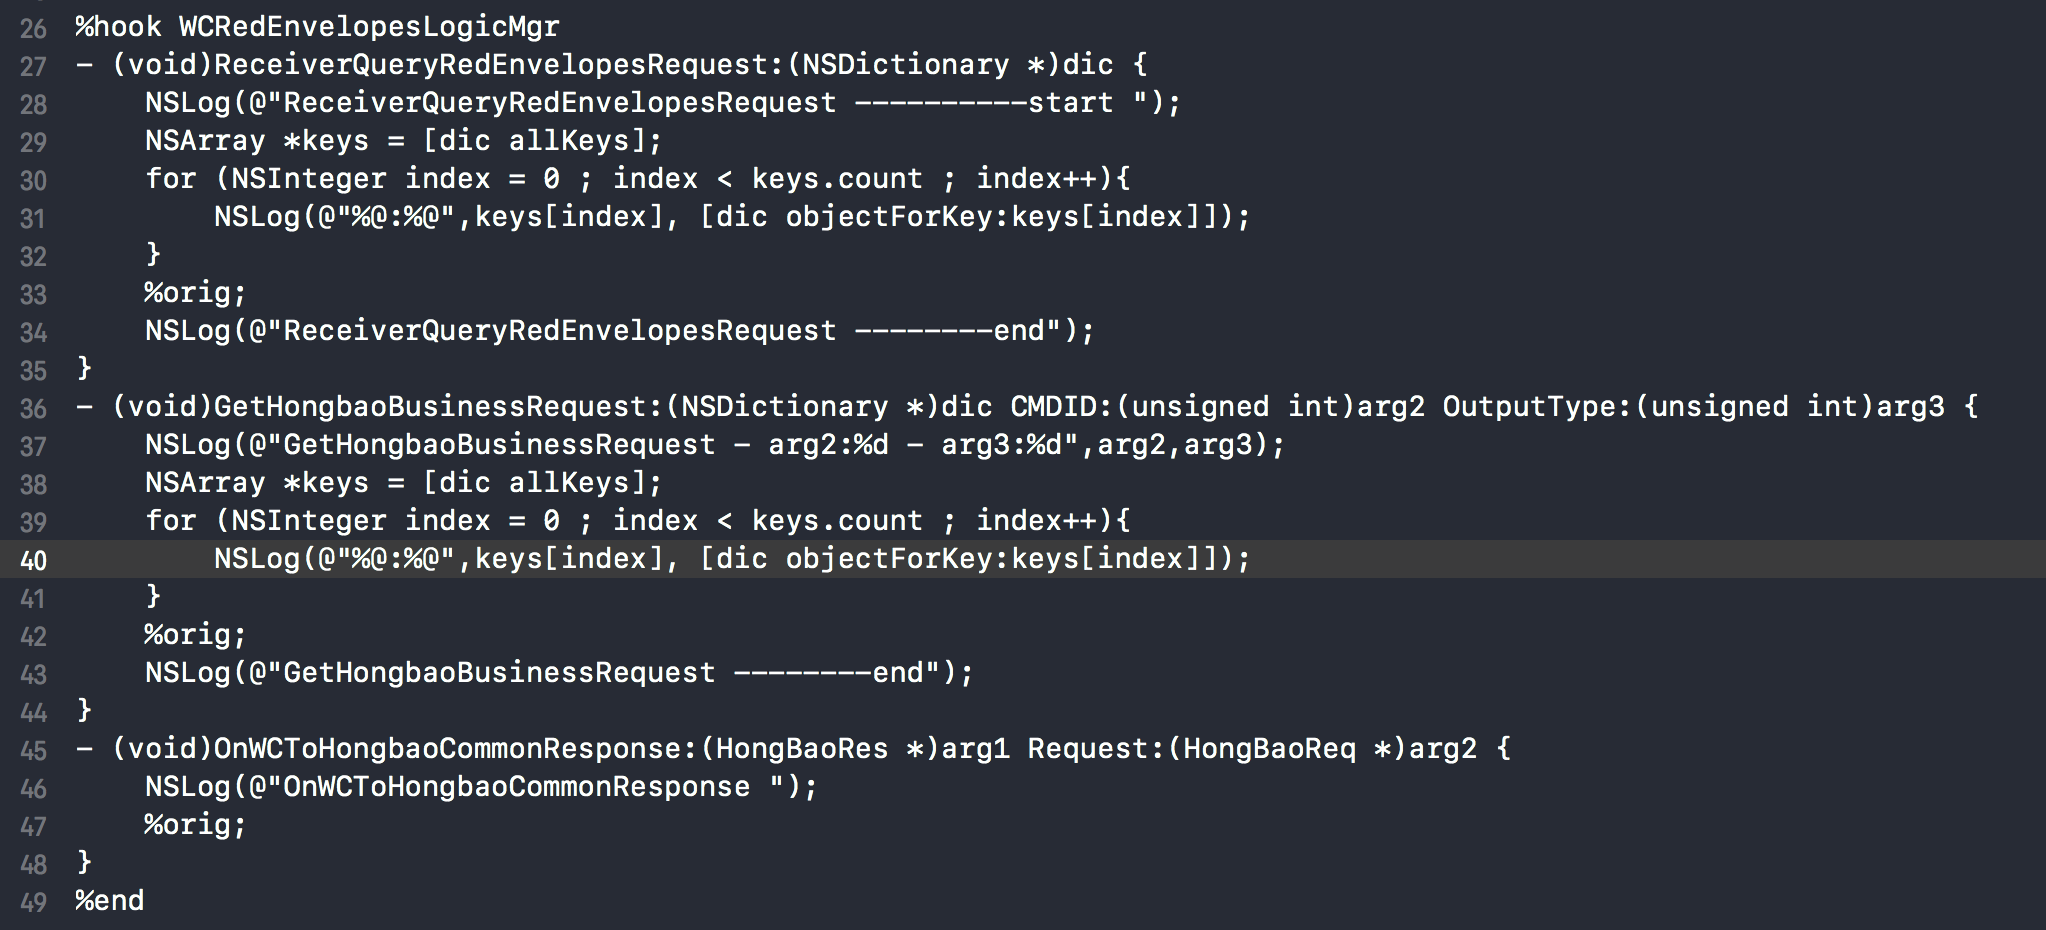 26 %hook WCRedEnvelopesLogicMgr
27 - (void)ReceiverQueryRedEnvelopesRequest:(NSDictionary *)dic {
28     NSLog(@"ReceiverQueryRedEnvelopesRequest ----------start ");
29     NSArray *keys = [dic allKeys];
30     for (NSInteger index = 0 ; index < keys.count ; index++){
31         NSLog(@"%@:%@",keys[index], [dic objectForKey:keys[index]]);
32     }
33     %orig;
34     NSLog(@"ReceiverQueryRedEnvelopesRequest --------end");
35 }
36 - (void)GetHongbaoBusinessRequest:(NSDictionary *)dic CMDID:(unsigned int)arg2 OutputType:(unsigned int)arg3 {
37     NSLog(@"GetHongbaoBusinessRequest - arg2:%d - arg3:%d",arg2,arg3);
38     NSArray *keys = [dic allKeys];
39     for (NSInteger index = 0 ; index < keys.count ; index++){
40         NSLog(@"%@:%@",keys[index], [dic objectForKey:keys[index]]);
41     }
42     %orig;
43     NSLog(@"GetHongbaoBusinessRequest --------end");
44 }
45 - (void)OnWCToHongbaoCommonResponse:(HongBaoRes *)arg1 Request:(HongBaoReq *)arg2 {
46     NSLog(@"OnWCToHongbaoCommonResponse ");
47     %orig;
48 }
49 %end